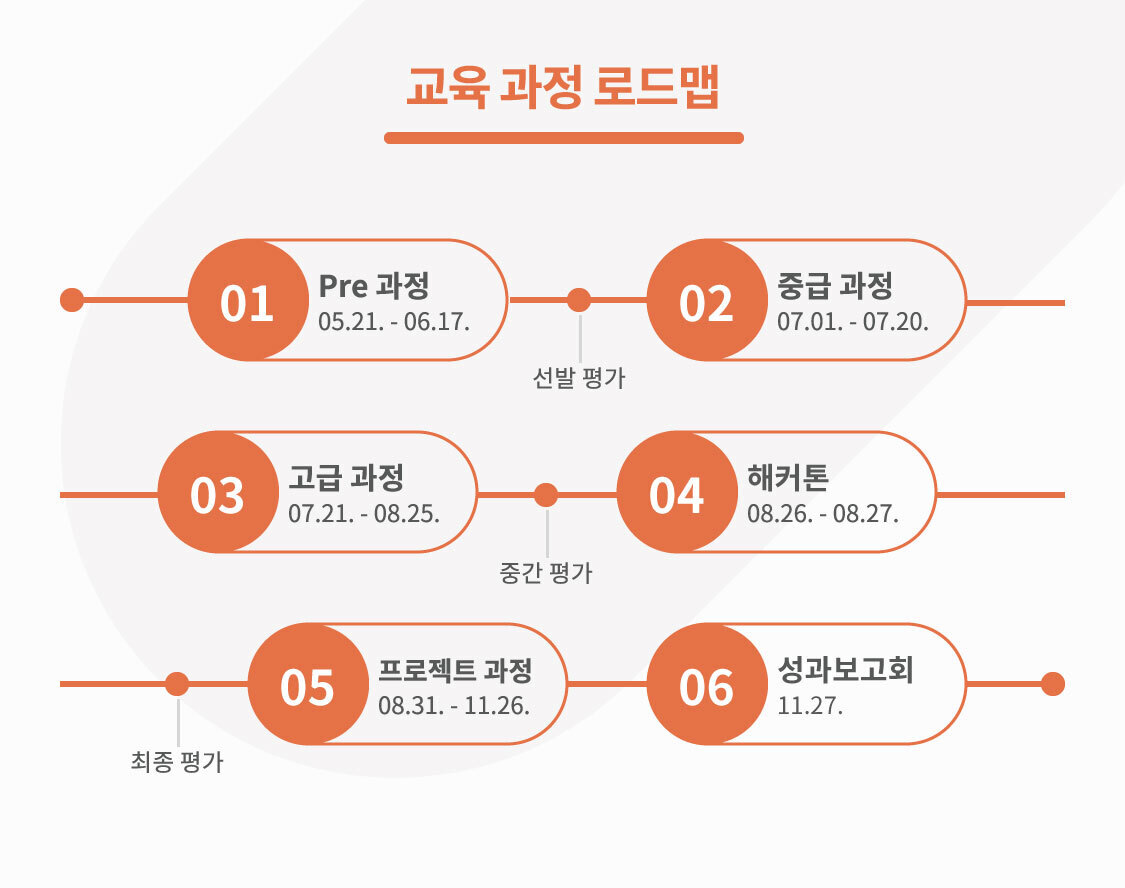 교육 과정 로드맵
01
Pre 과정
05.21. - 06.17.
선발 평가
02
중급 과정
07.01. - 07.20.
03
고급 과정
07.21. - 08.25.
중간 평가
04
해커톤
08.26. - 08.27.
최종 평가
05
프로젝트 과정
08.31. - 11.26.
06
성과보고회
11.27.